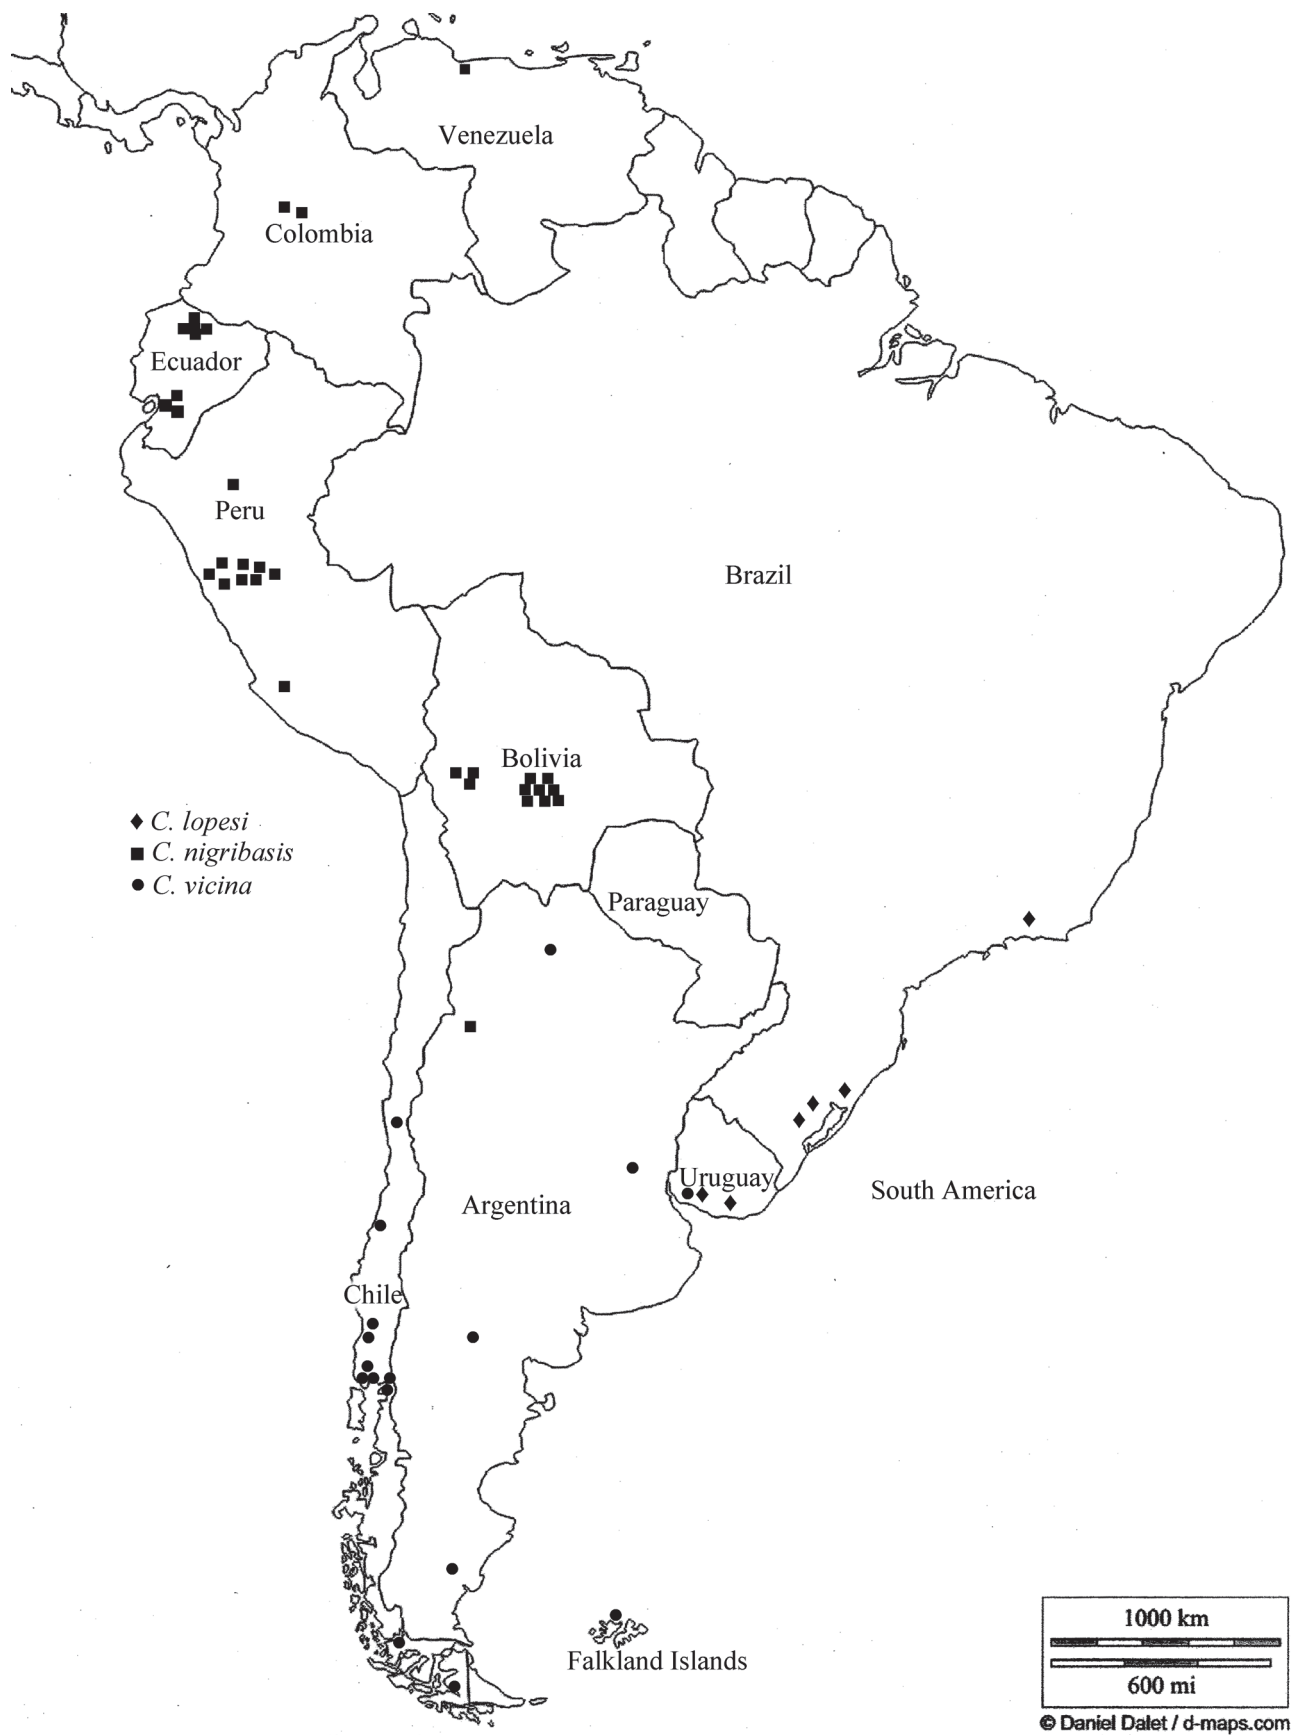 Venezuela
Colombia
Ecuador
Peru
Brazil
Bolivia
C. lopesi
C. nigribasis
C. vicina
Paraguay
Uruguay
South America
Argentina
Chile
Falkland Islands
1000 km
600 mi
© Daniel Dalet / d-maps.com